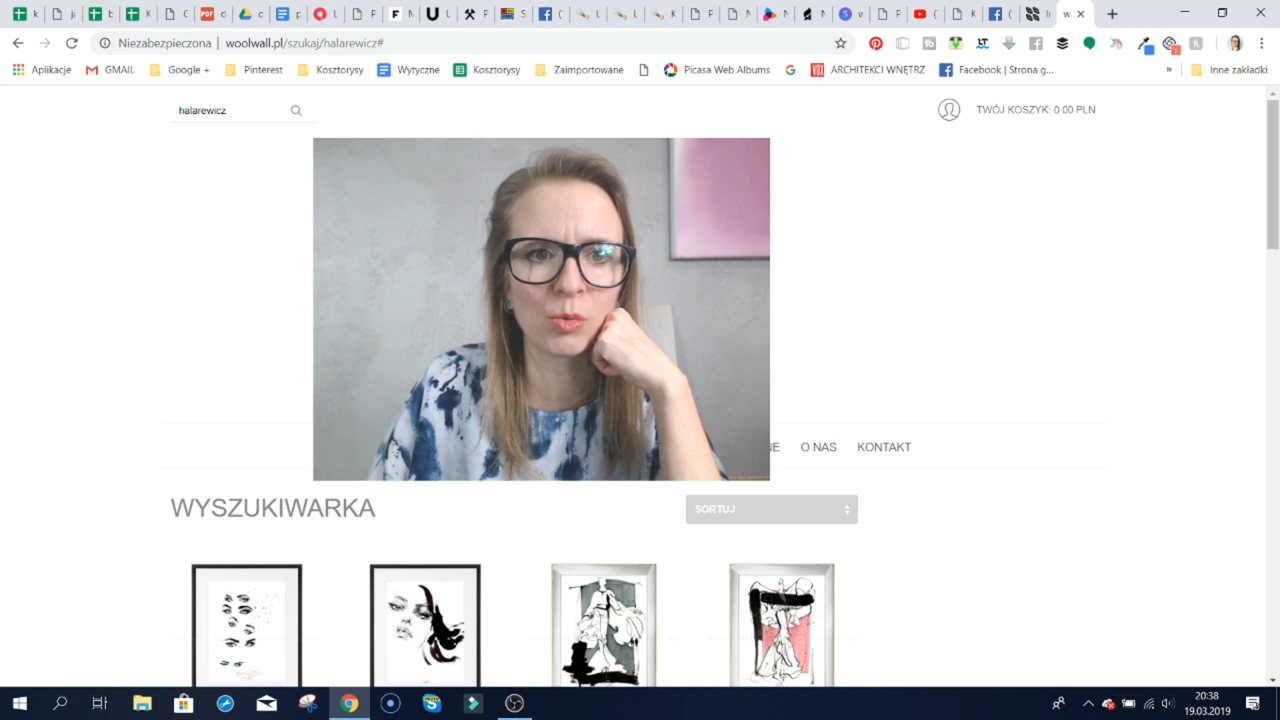 Niezabezpieczona | woolwall.pl/szukaj/halarewicz#
Aplikacje GMAIL Google + Pinterest Kosztorysy Wytyczne Kosztorysy Zaimportowane Picasa Web Albums ARCHITEKCI WNĘTRZ Facebook | Strona g... » Inne zakładki
halarewicz
TWÓJ KOSZYK: 0.00 PLN
NE O NAS KONTAKT
WYSZUKIWARKA
SORTUJ
20:38
19.03.2019